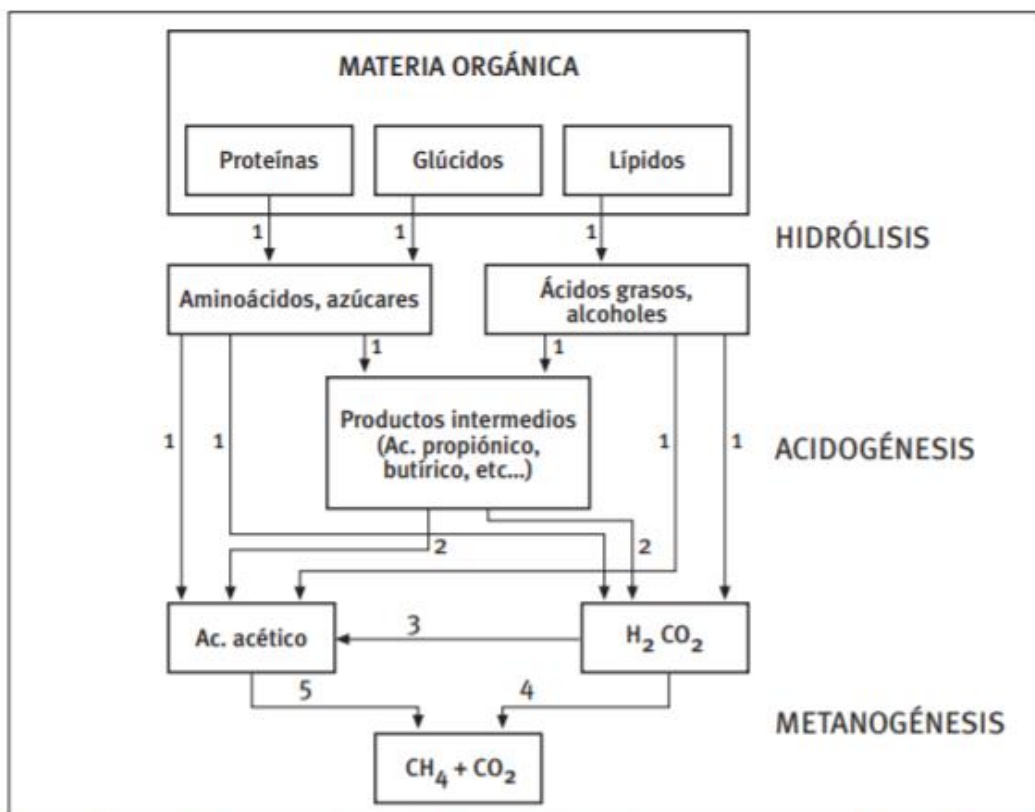 MATERIA ORGÁNICA
Proteínas
Glúcidos
Lípidos
1
1
1
HIDRÓLISIS
Aminoácidos, azúcares
Ácidos grasos,
alcoholes
1
1
Productos intermedios
(Ac. propiónico,
butírico, etc...)
1
1
1
1
ACIDOGÉNESIS
2
2
Ac. acético
3
H2 CO2
5
4
METANOGÉNESIS
CH4 + CO2